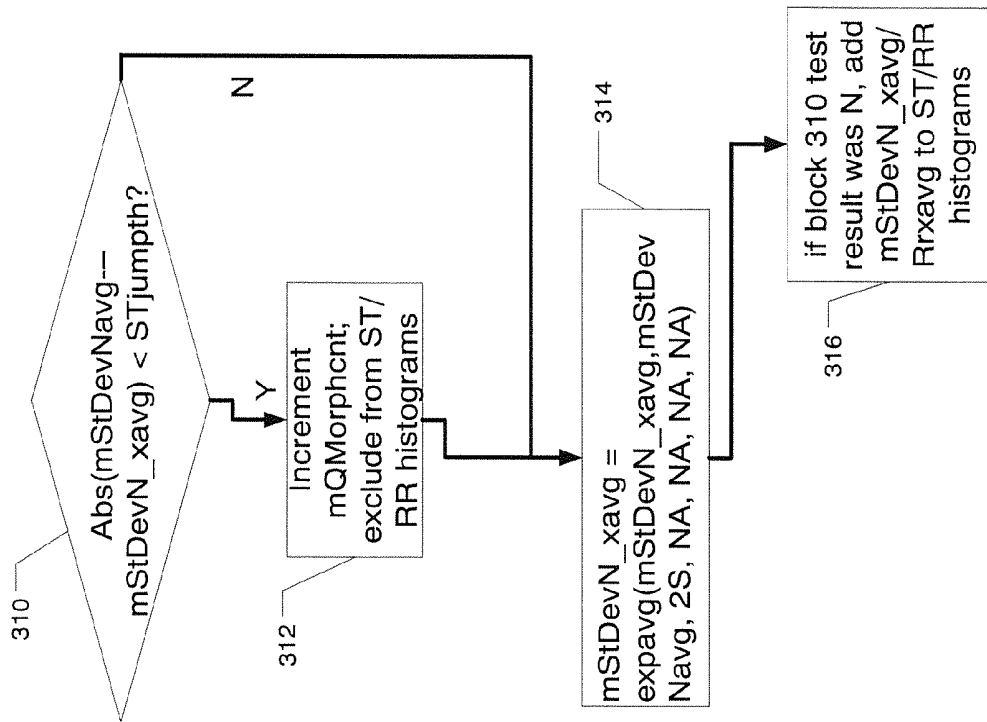 310
Abs(mStDevNavg---
mStDevN_xavg) < STjumpth?
N
Y
312
Increment
mQMorphcnt;
exclude from ST/
RR histograms
314
mStDevN_xavg =
expavg(mStDevN_xavg,mStDev
Navg, 2S, NA, NA, NA, NA)
316
if block 310 test
result was N, add
mStDevN_xavg/
Rrxavg to ST/RR
histograms